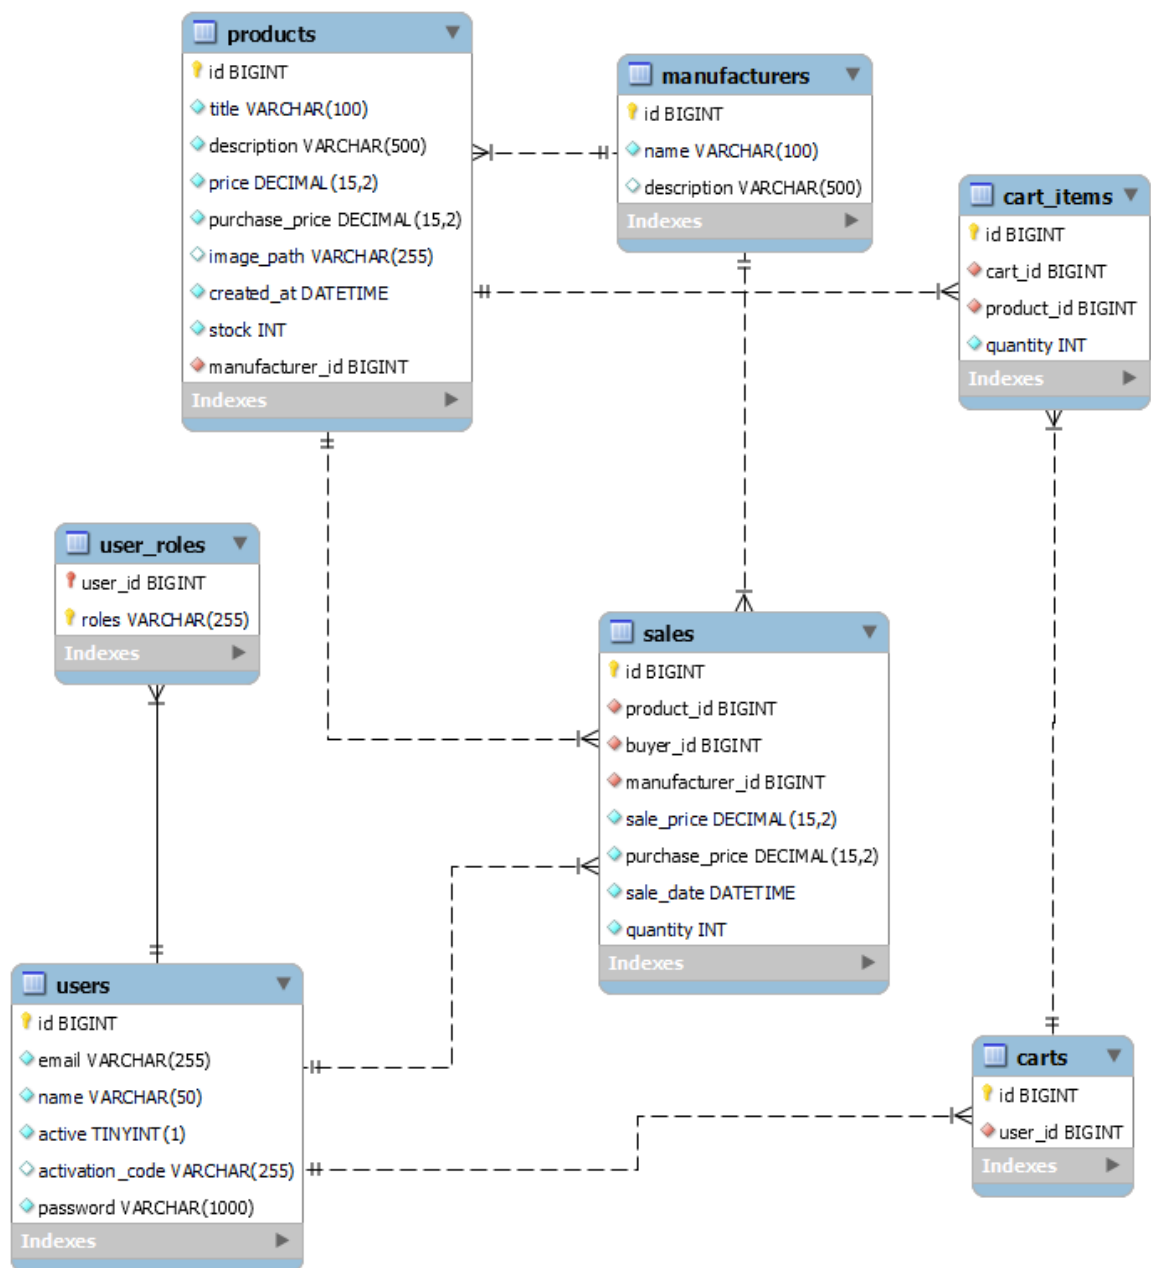 products
id BIGINT
title VARCHAR(100)
description VARCHAR(500)
price DECIMAL(15,2)
purchase_price DECIMAL(15,2)
image_path VARCHAR(255)
created_at DATETIME
stock INT
manufacturer_id BIGINT
Indexes
manufacturers
id BIGINT
name VARCHAR(100)
description VARCHAR(500)
Indexes
cart_items
id BIGINT
cart_id BIGINT
product_id BIGINT
quantity INT
Indexes
user_roles
user_id BIGINT
roles VARCHAR(255)
Indexes
sales
id BIGINT
product_id BIGINT
buyer_id BIGINT
manufacturer_id BIGINT
sale_price DECIMAL(15,2)
purchase_price DECIMAL(15,2)
sale_date DATETIME
quantity INT
Indexes
users
id BIGINT
email VARCHAR(255)
name VARCHAR(50)
active TINYINT(1)
activation_code VARCHAR(255)
password VARCHAR(1000)
Indexes
carts
id BIGINT
user_id BIGINT
Indexes